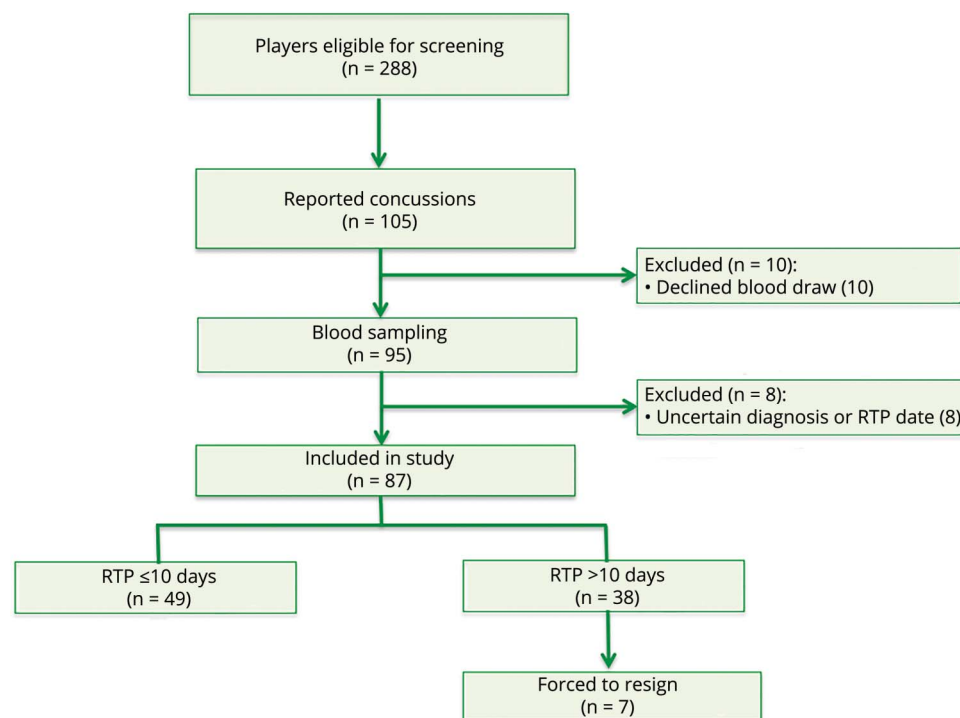 Players eligible for screening
(n = 288)
Reported concussions
(n = 105)
Excluded (n = 10):
• Declined blood draw (10)
Blood sampling
(n = 95)
Excluded (n = 8):
• Uncertain diagnosis or RTP date (8)
Included in study
(n = 87)
RTP ≤10 days
(n = 49)
RTP >10 days
(n = 38)
Forced to resign
(n = 7)